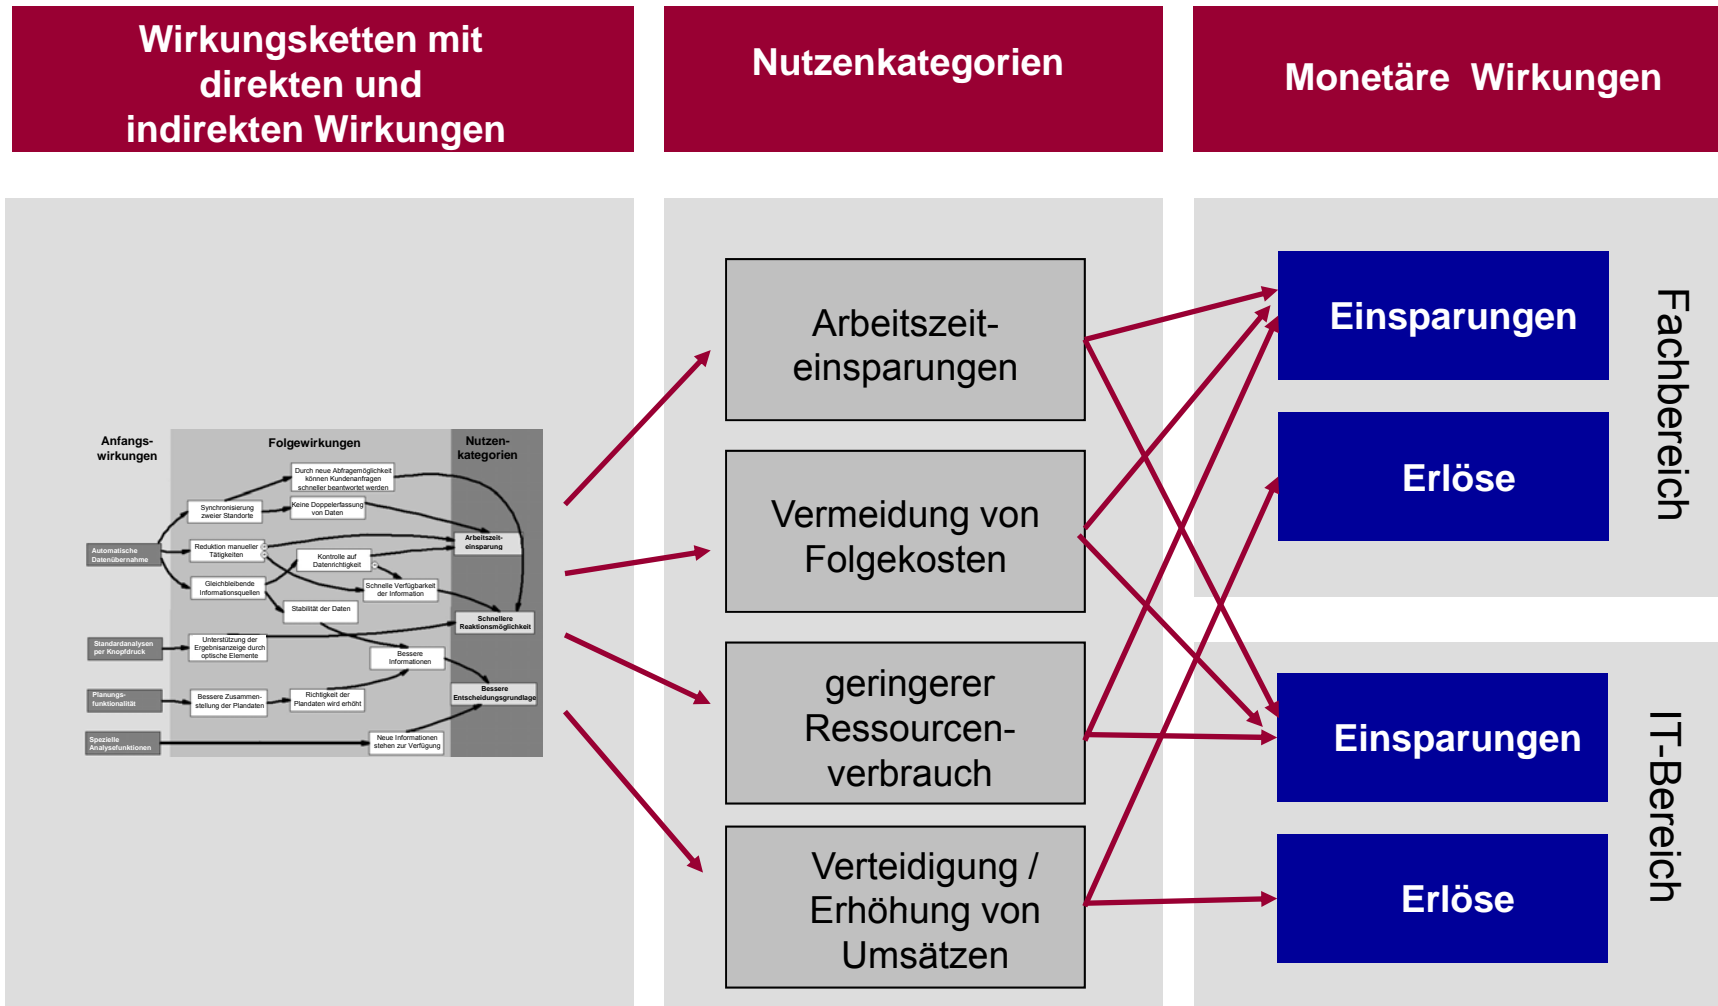 Wirkungsketten mit
direkten und
indirekten Wirkungen
Nutzenkategorien
Monetäre Wirkungen
Anfangs-
wirkungen
Folgewirkungen
Nutzen-
kategorien
Durch neue Abfragemöglichkeit
können Kundenanfragen
schneller beantwortet werden
Synchronisierung
zweier Standorte
Keine Doppelerfassung
von Daten
Automatische
Datenübernahme
Reduktion manueller
Tätigkeiten
Kontrolle auf
Datenrichtigkeit
Arbeitszeit-
einsparung
Gleichbleibende
Informationsquellen
Schnelle Verfügbarkeit
der Information
Stabilität der Daten
Schnellere
Reaktionsmöglichkeit
Standardanalysen
per Knopfdruck
Unterstützung der
Ergebnisanzeige durch
optische Elemente
Bessere
Informationen
Planungs-
funktionalität
Bessere Zusammen-
stellung der Plandaten
Richtigkeit der
Plandaten wird erhöht
Bessere
Entscheidungsgrundlage
Spezielle
Analysefunktionen
Neue Informationen
stehen zur Verfügung
Arbeitszeit-
einsparungen
Vermeidung von
Folgekosten
geringerer
Ressourcen-
verbrauch
Verteidigung /
Erhöhung von
Umsätzen
Einsparungen
Erlöse
Fachbereich
Einsparungen
Erlöse
IT-Bereich